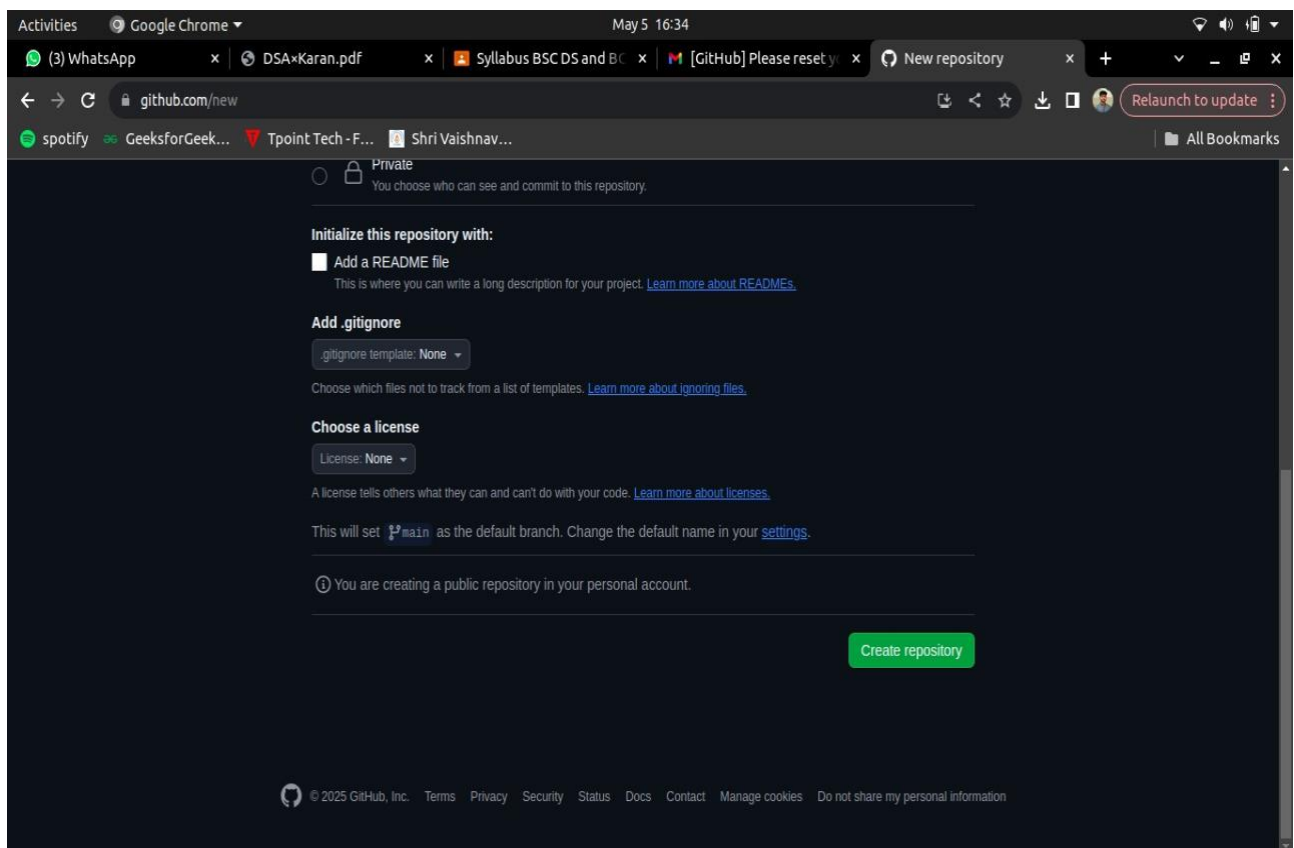 Activities Google Chrome May 5 16:34
(3) WhatsApp DSA×Karan.pdf Syllabus BSC DS and BC [GitHub] Please reset yo New repository
github.com/new Relaunch to update
spotify GeeksforGeek... Tpoint Tech - F... Shri Vaishnav... All Bookmarks
Private
You choose who can see and commit to this repository.
Initialize this repository with:
Add a README file
This is where you can write a long description for your project. Learn more about READMEs.
Add .gitignore
.gitignore template: None
Choose which files not to track from a list of templates. Learn more about ignoring files.
Choose a license
License: None
A license tells others what they can and can't do with your code. Learn more about licenses.
This will set main as the default branch. Change the default name in your settings.
You are creating a public repository in your personal account.
Create repository
© 2025 GitHub, Inc. Terms Privacy Security Status Docs Contact Manage cookies Do not share my personal information